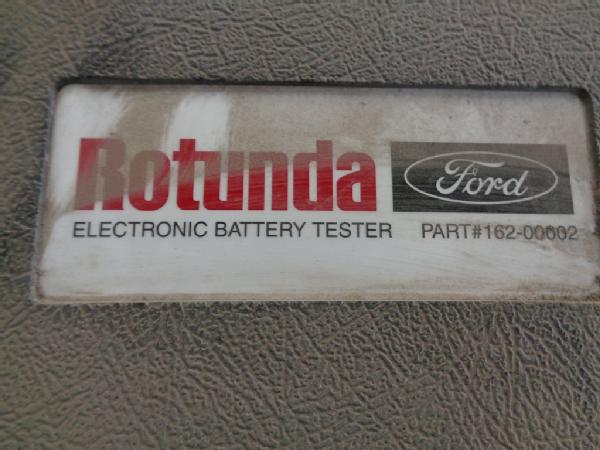 Rotunda
Ford
ELECTRONIC BATTERY TESTER PART#162-00002